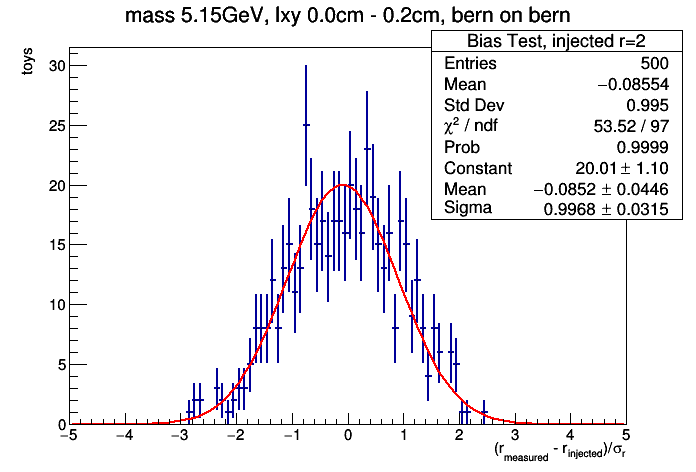 mass 5.15GeV, lxy 0.0cm - 0.2cm, bern on bern
toys
Bias Test, injected r=2
Entries 500
Mean −0.08554
Std Dev 0.995
χ² / ndf 53.52 / 97
Prob 0.9999
Constant 20.01 ± 1.10
Mean −0.0852 ± 0.0446
Sigma 0.9968 ± 0.0315
30
25
20
15
10
5
0
−5 −4 −3 −2 −1 0 1 2 3 4 5
(r_measured - r_injected)/σ_r